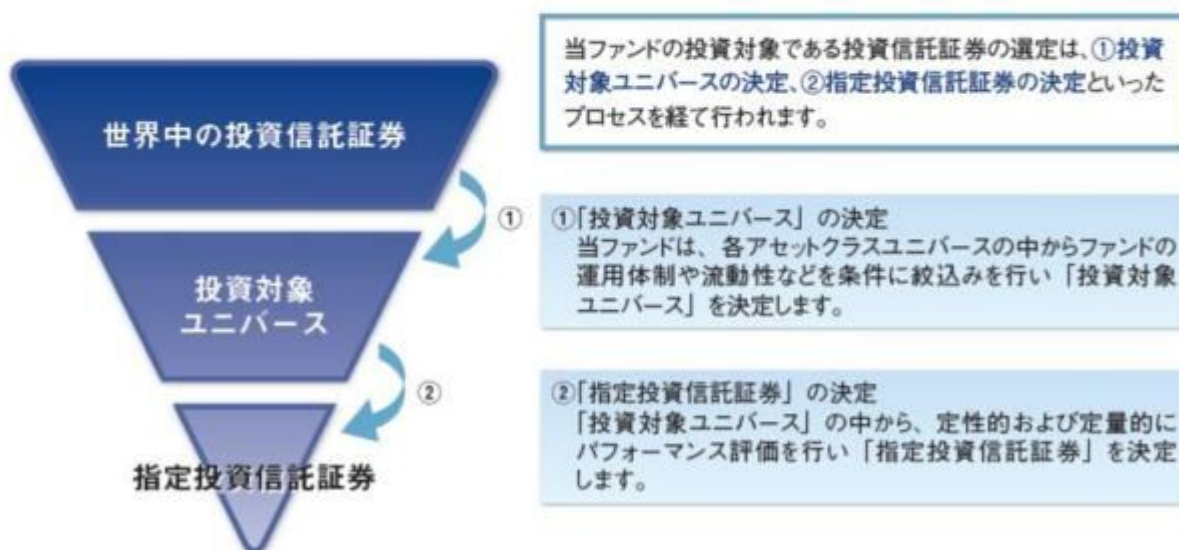 世界中の投資信託証券
①
投資対象
ユニバース
②
指定投資信託証券
当ファンドの投資対象である投資信託証券の選定は、①投資
対象ユニバースの決定、②指定投資信託証券の決定といった
プロセスを経て行われます。
①「投資対象ユニバース」の決定
当ファンドは、各アセットクラスユニバースの中からファンドの
運用体制や流動性などを条件に絞込みを行い「投資対象
ユニバース」を決定します。
②「指定投資信託証券」の決定
「投資対象ユニバース」の中から、定性的および定量的に
パフォーマンス評価を行い「指定投資信託証券」を決定
します。